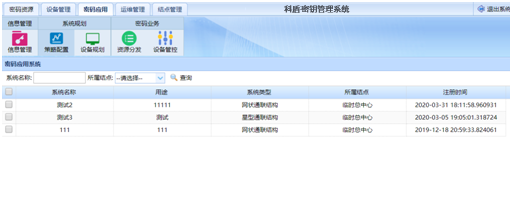 科盾密钥管理系统
密码资源 设备管理 密码应用 运维管理 结点管理 退出系统
信息管理 系统规划 密码业务
信息管理 策略配置 设备规划 资源分发 设备管控
密码应用系统
系统名称: 所属结点: --请选择-- 查询
系统名称 用途 系统类型 所属结点 注册时间
测试2 11111 网状通联结构 临时总中心 2020-03-31 18:11:58.960931
测试3 测试 星型通联结构 临时总中心 2020-03-05 19:05:01.318724
111 111 网状通联结构 临时总中心 2019-12-18 20:59:33.824061